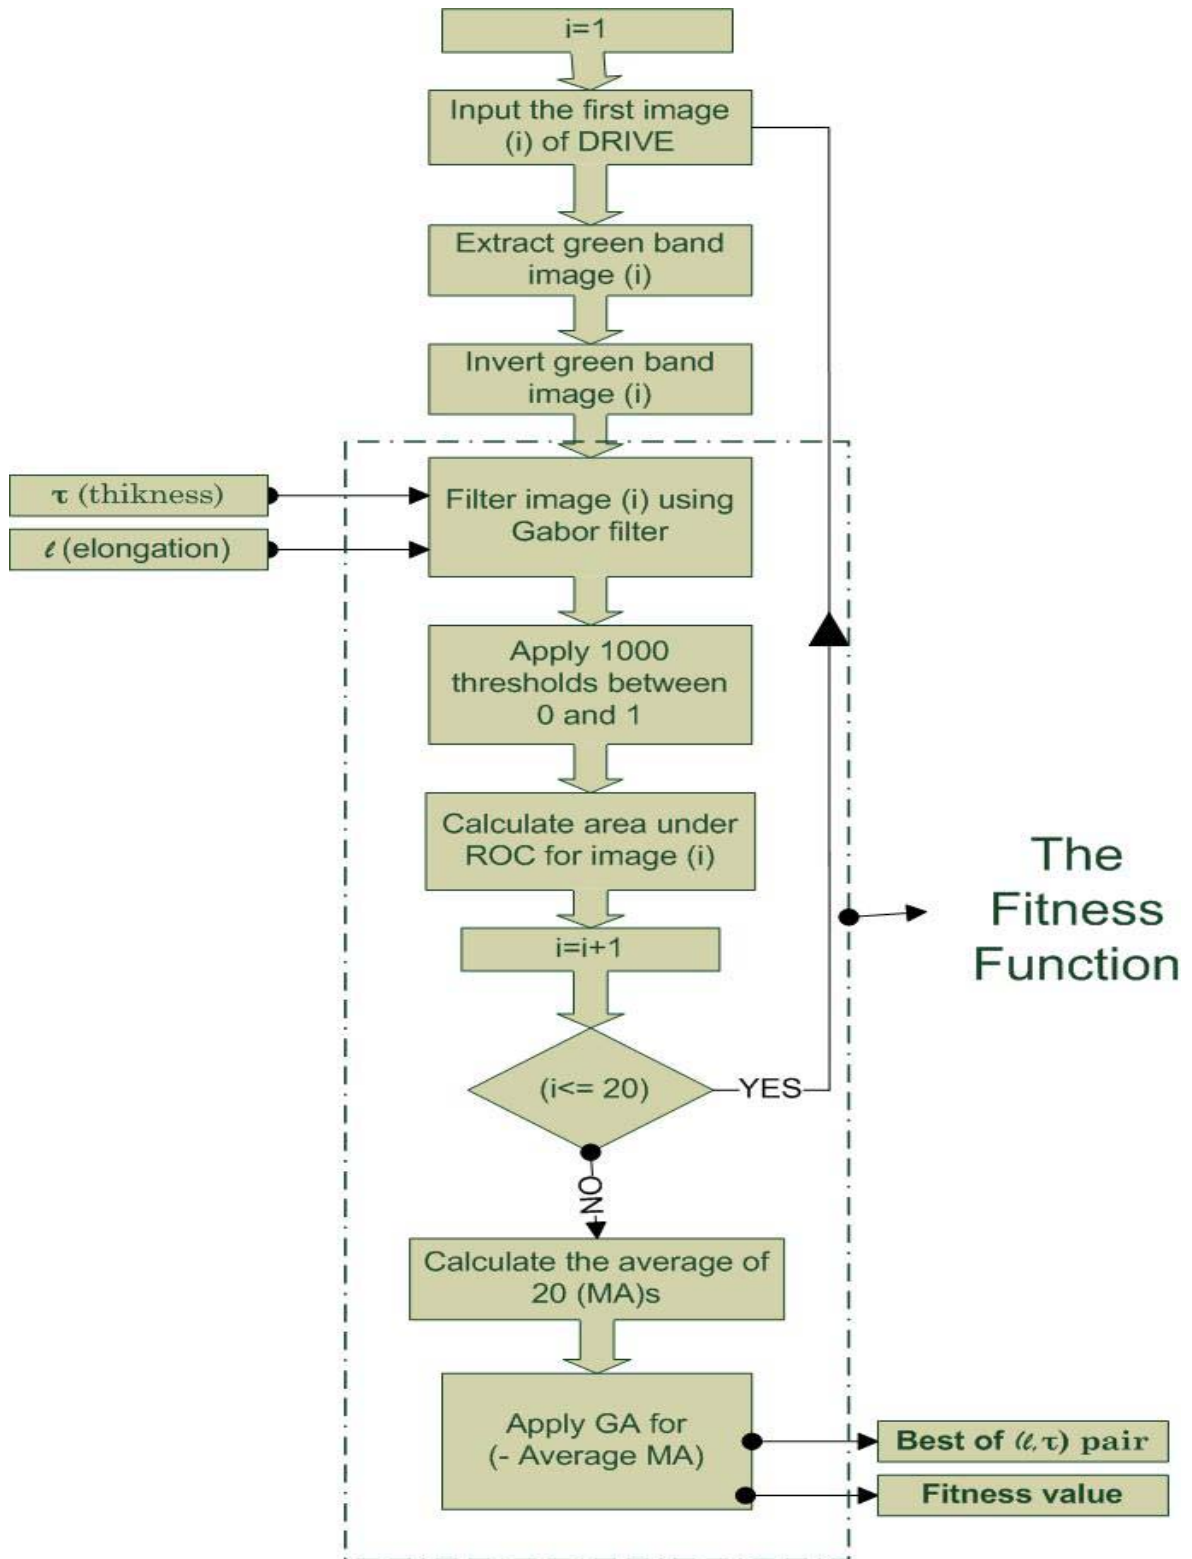 i=1
Input the first image
(i) of DRIVE
Extract green band
image (i)
Invert green band
image (i)
τ (thikness)
ℓ (elongation)
Filter image (i) using
Gabor filter
Apply 1000
thresholds between
0 and 1
Calculate area under
ROC for image (i)
The
Fitness
Function
i=i+1
(i<= 20)
YES
NO
Calculate the average of
20 (MA)s
Apply GA for
(- Average MA)
Best of (ℓ,τ) pair
Fitness value